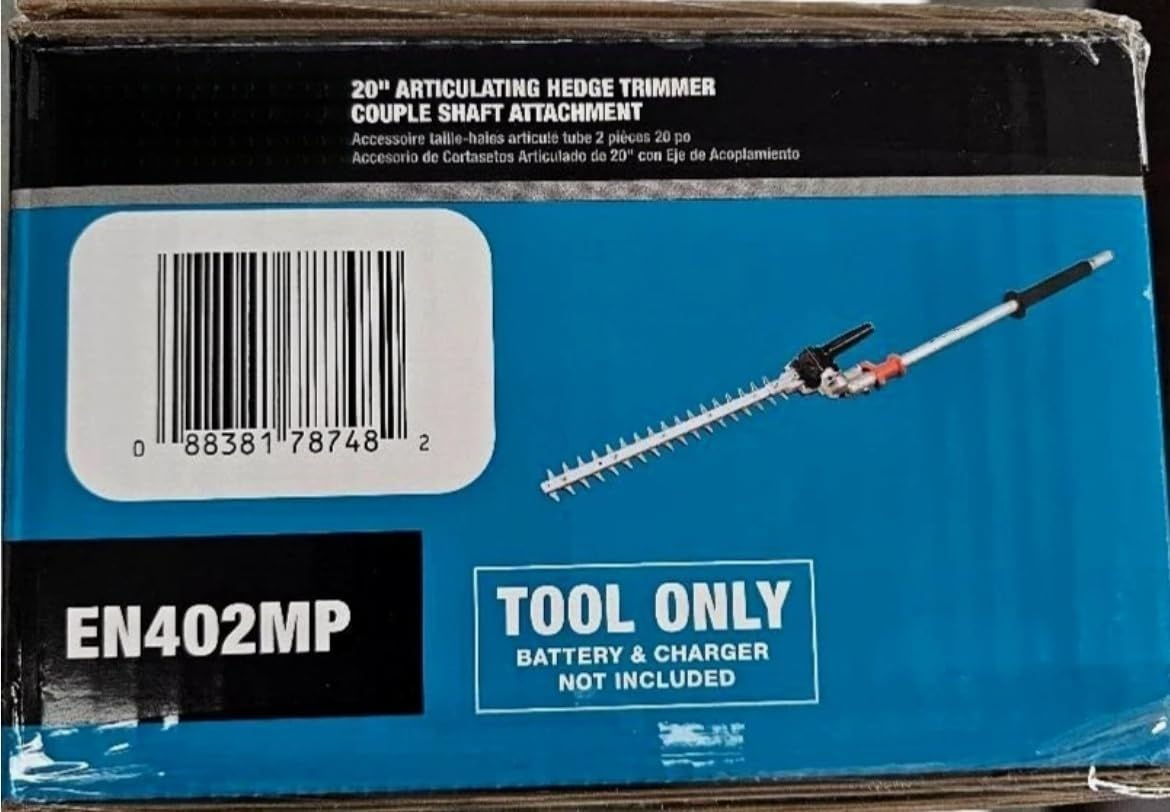 20" ARTICULATING HEDGE TRIMMER
COUPLE SHAFT ATTACHMENT
Accessoire taille-haies articulé tube 2 pièces 20 po
Accesorio de Cortasetos Articulado de 20" con Eje de Acoplamiento
0 88381 78748 2
EN402MP
TOOL ONLY
BATTERY & CHARGER
NOT INCLUDED